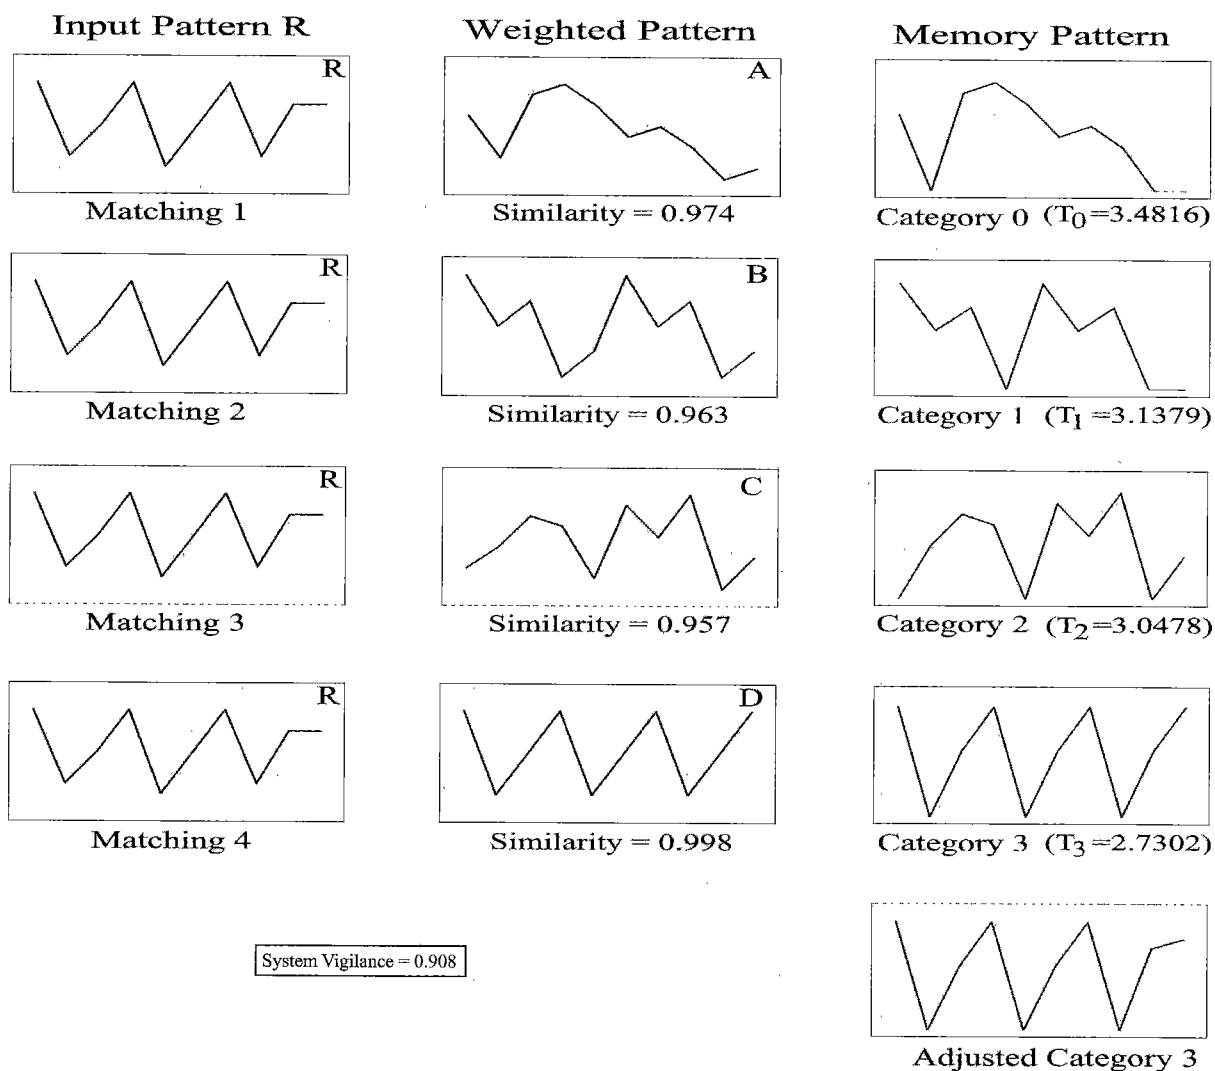 Input Pattern R Weighted Pattern Memory Pattern
R A
Matching 1 Similarity = 0.974 Category 0 (T0=3.4816)
R B
Matching 2 Similarity = 0.963 Category 1 (T1=3.1379)
R C
Matching 3 Similarity = 0.957 Category 2 (T2=3.0478)
R D
Matching 4 Similarity = 0.998 Category 3 (T3=2.7302)
System Vigilance = 0.908
Adjusted Category 3